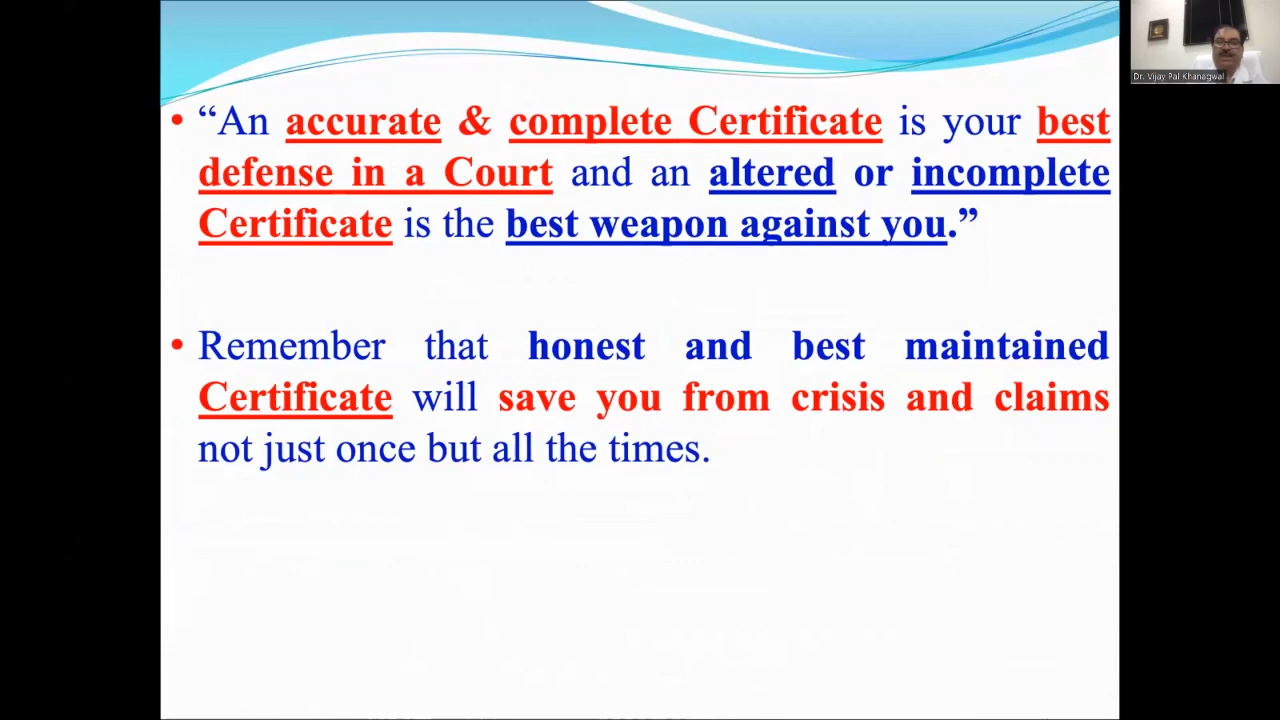 Dr. Vijay Pal Khanagwal
• “An accurate & complete Certificate is your best
defense in a Court and an altered or incomplete
Certificate is the best weapon against you.”
• Remember that honest and best maintained
Certificate will save you from crisis and claims
not just once but all the times.